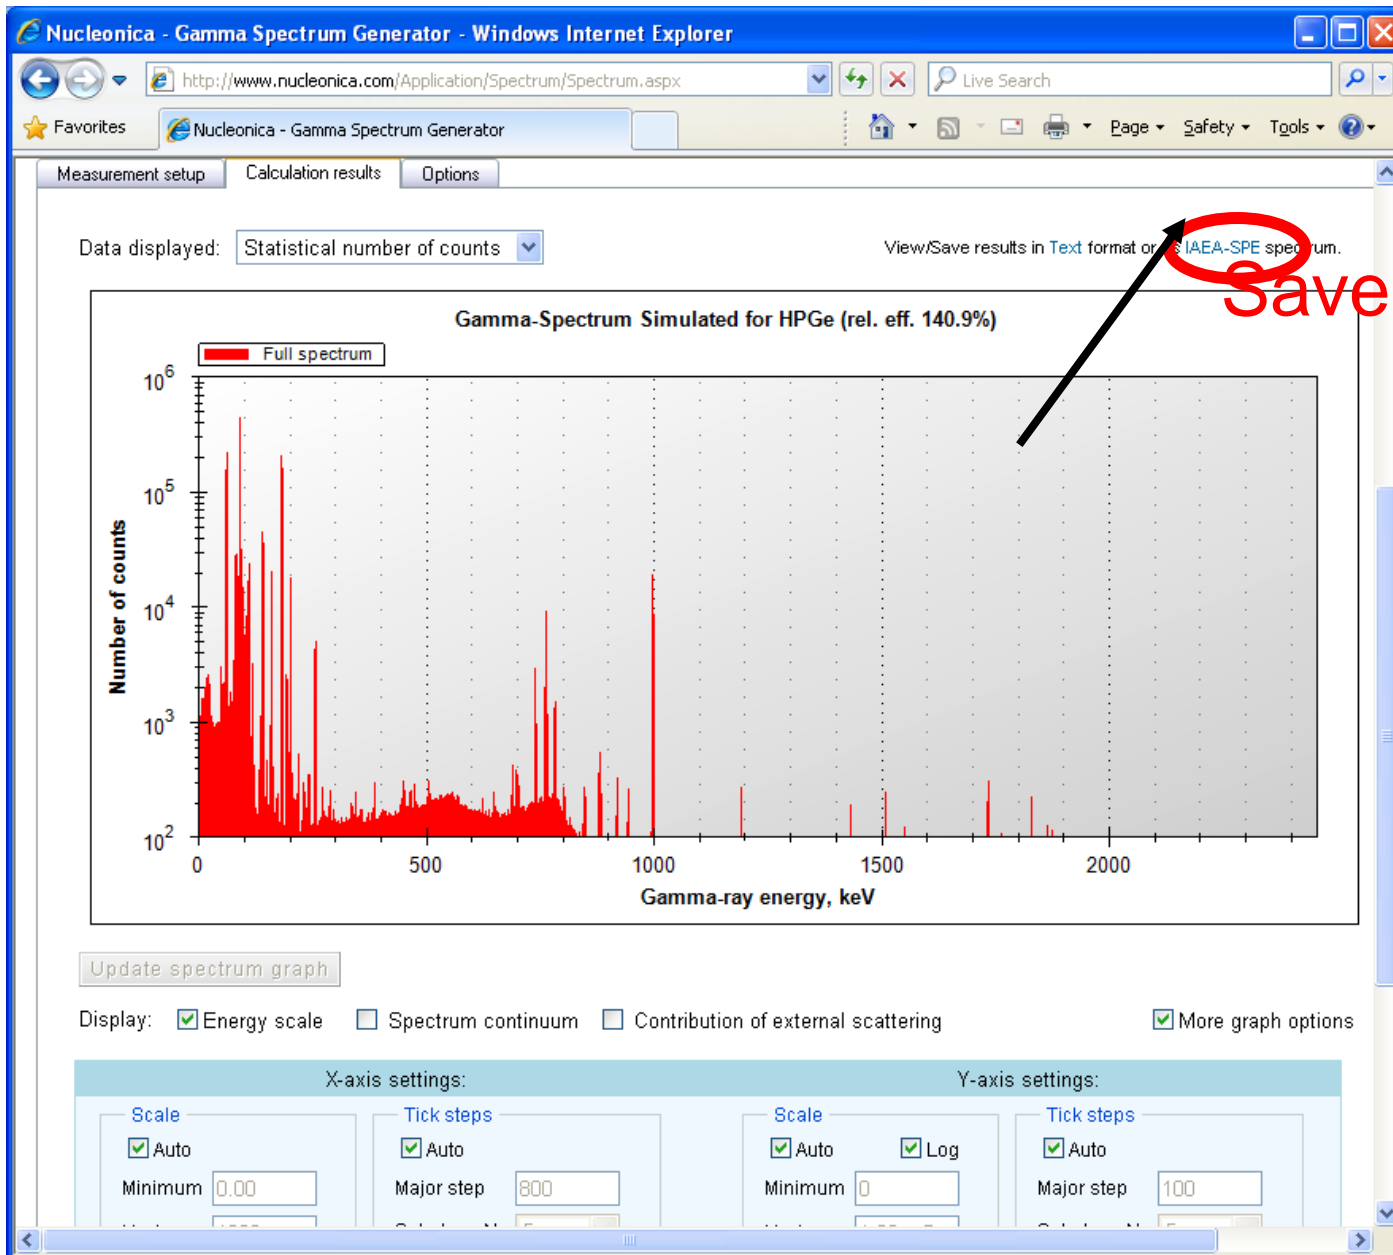 Nucleonica - Gamma Spectrum Generator - Windows Internet Explorer
http://www.nucleonica.com/Application/Spectrum/Spectrum.aspx
Live Search
Favorites
Nucleonica - Gamma Spectrum Generator
Page
Safety
Tools
Measurement setup
Calculation results
Options
Data displayed: Statistical number of counts
View/Save results in Text format or IAEA-SPE spectrum.
Save
Gamma-Spectrum Simulated for HPGe (rel. eff. 140.9%)
Full spectrum
10^6
10^5
10^4
10^3
10^2
Number of counts
0 500 1000 1500 2000
Gamma-ray energy, keV
Update spectrum graph
Display: Energy scale Spectrum continuum Contribution of external scattering More graph options
X-axis settings: Y-axis settings:
Scale Tick steps Scale Tick steps
Auto Auto Auto Log Auto
Minimum 0.00 Major step 800 Minimum 0 Major step 100